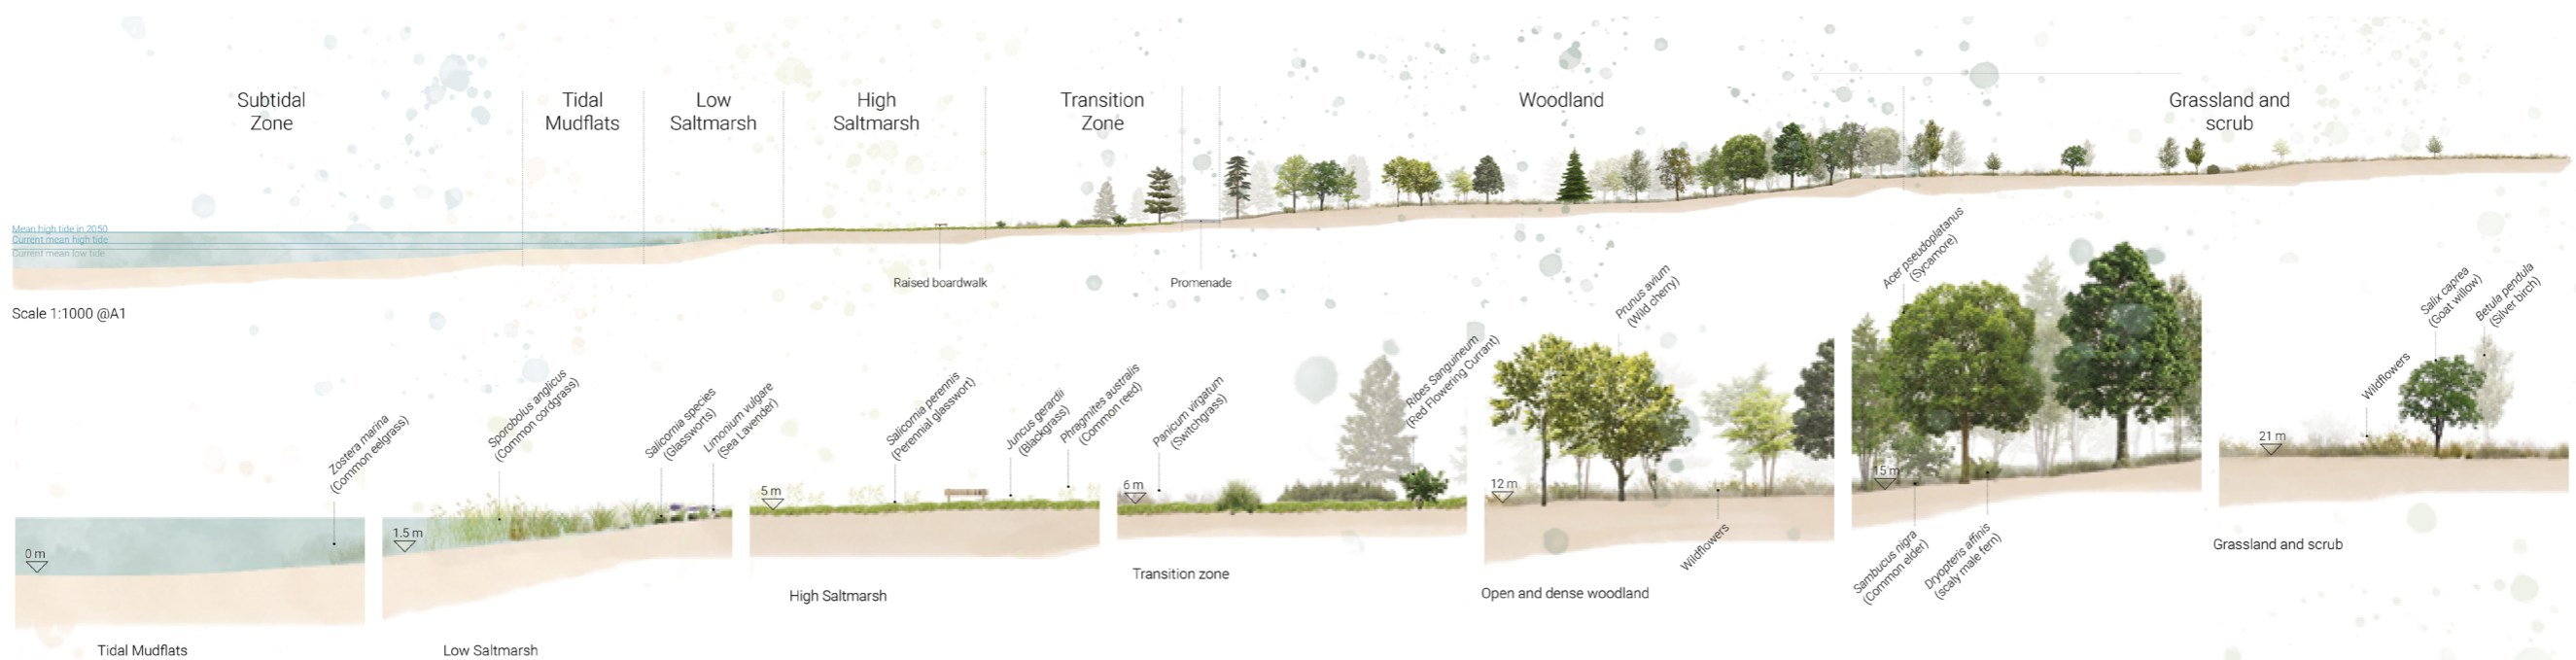 Subtidal
Zone
Tidal
Mudflats
Low
Saltmarsh
High
Saltmarsh
Transition
Zone
Woodland
Grassland and
scrub
Mean high tide in 2050
Current mean high tide
Current mean low tide
Raised boardwalk
Promenade
Scale 1:1000 @A1
Zostera marina
(Common eelgrass)
0 m
Tidal Mudflats
Sporobolus anglicus
(Common cordgrass)
Salicornia species
(Glassworts)
Limonium vulgare
(Sea Lavender)
1.5 m
Low Saltmarsh
Salicornia perennis
(Perennial glasswort)
Juncus gerardii
(Blackgrass)
Phragmites australis
(Common reed)
5 m
High Saltmarsh
Panicum virgatum
(Switchgrass)
Ribes Sanguineum
(Red Flowering Currant)
6 m
Transition zone
Prunus avium
(Wild cherry)
12 m
Wildflowers
Open and dense woodland
Acer pseudoplatanus
(Sycamore)
15 m
Sambucus nigra
(Common elder)
Dryopteris affinis
(scaly male fern)
Wildflowers
Salix caprea
(Goat willow)
Betula pendula
(Silver birch)
21 m
Grassland and scrub